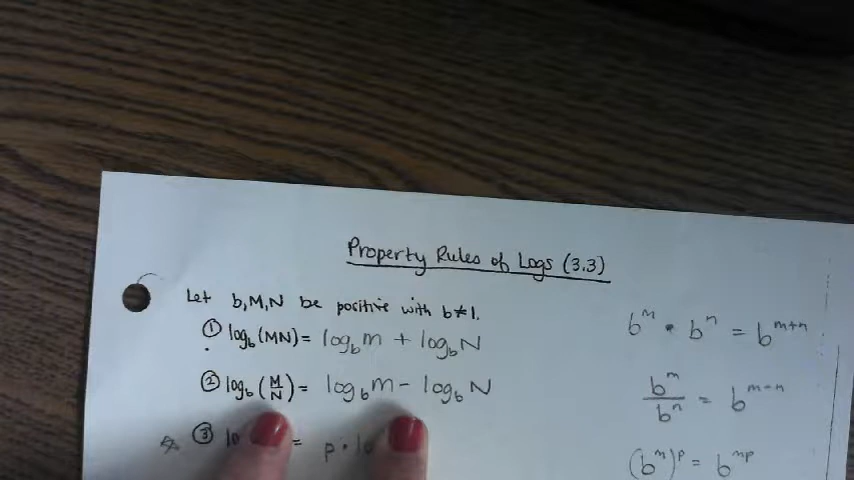 Property Rules of Logs (3.3)
Let b, M, N be positive with b≠1.
① log_b (MN) = log_b m + log_b N
② log_b (M/N) = log_b m - log_b N
③ = p ·
b^m • b^n = b^(m+n)
b^m / b^n = b^(m-n)
(b^n)^p = b^(np)